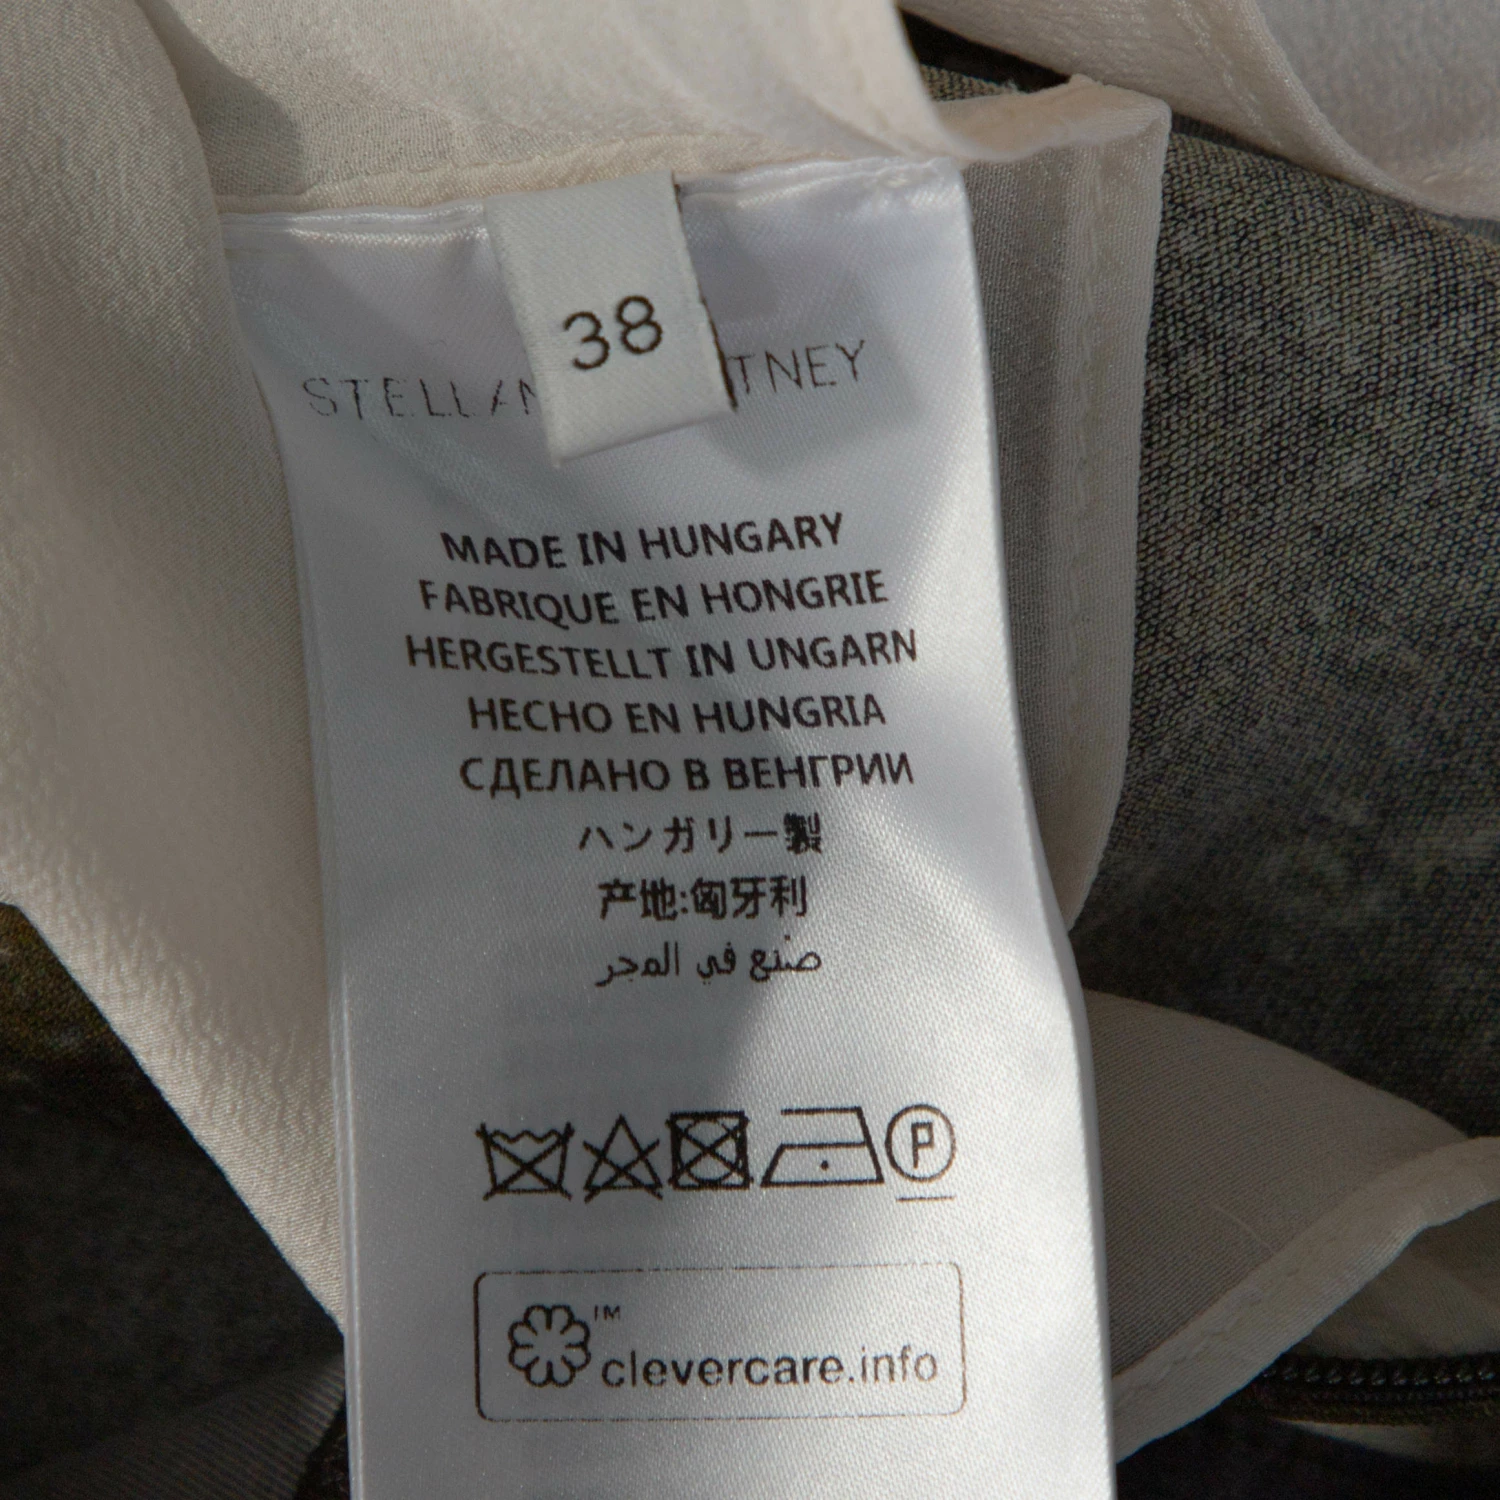 38
STELLA TNEY
MADE IN HUNGARY
FABRIQUE EN HONGRIE
HERGESTELLT IN UNGARN
HECHO EN HUNGRIA
СДЕЛАНО В ВЕНГРИИ
ハンガリー製
产地:匈牙利
صنع في المجر
P
TM
clevercare.info